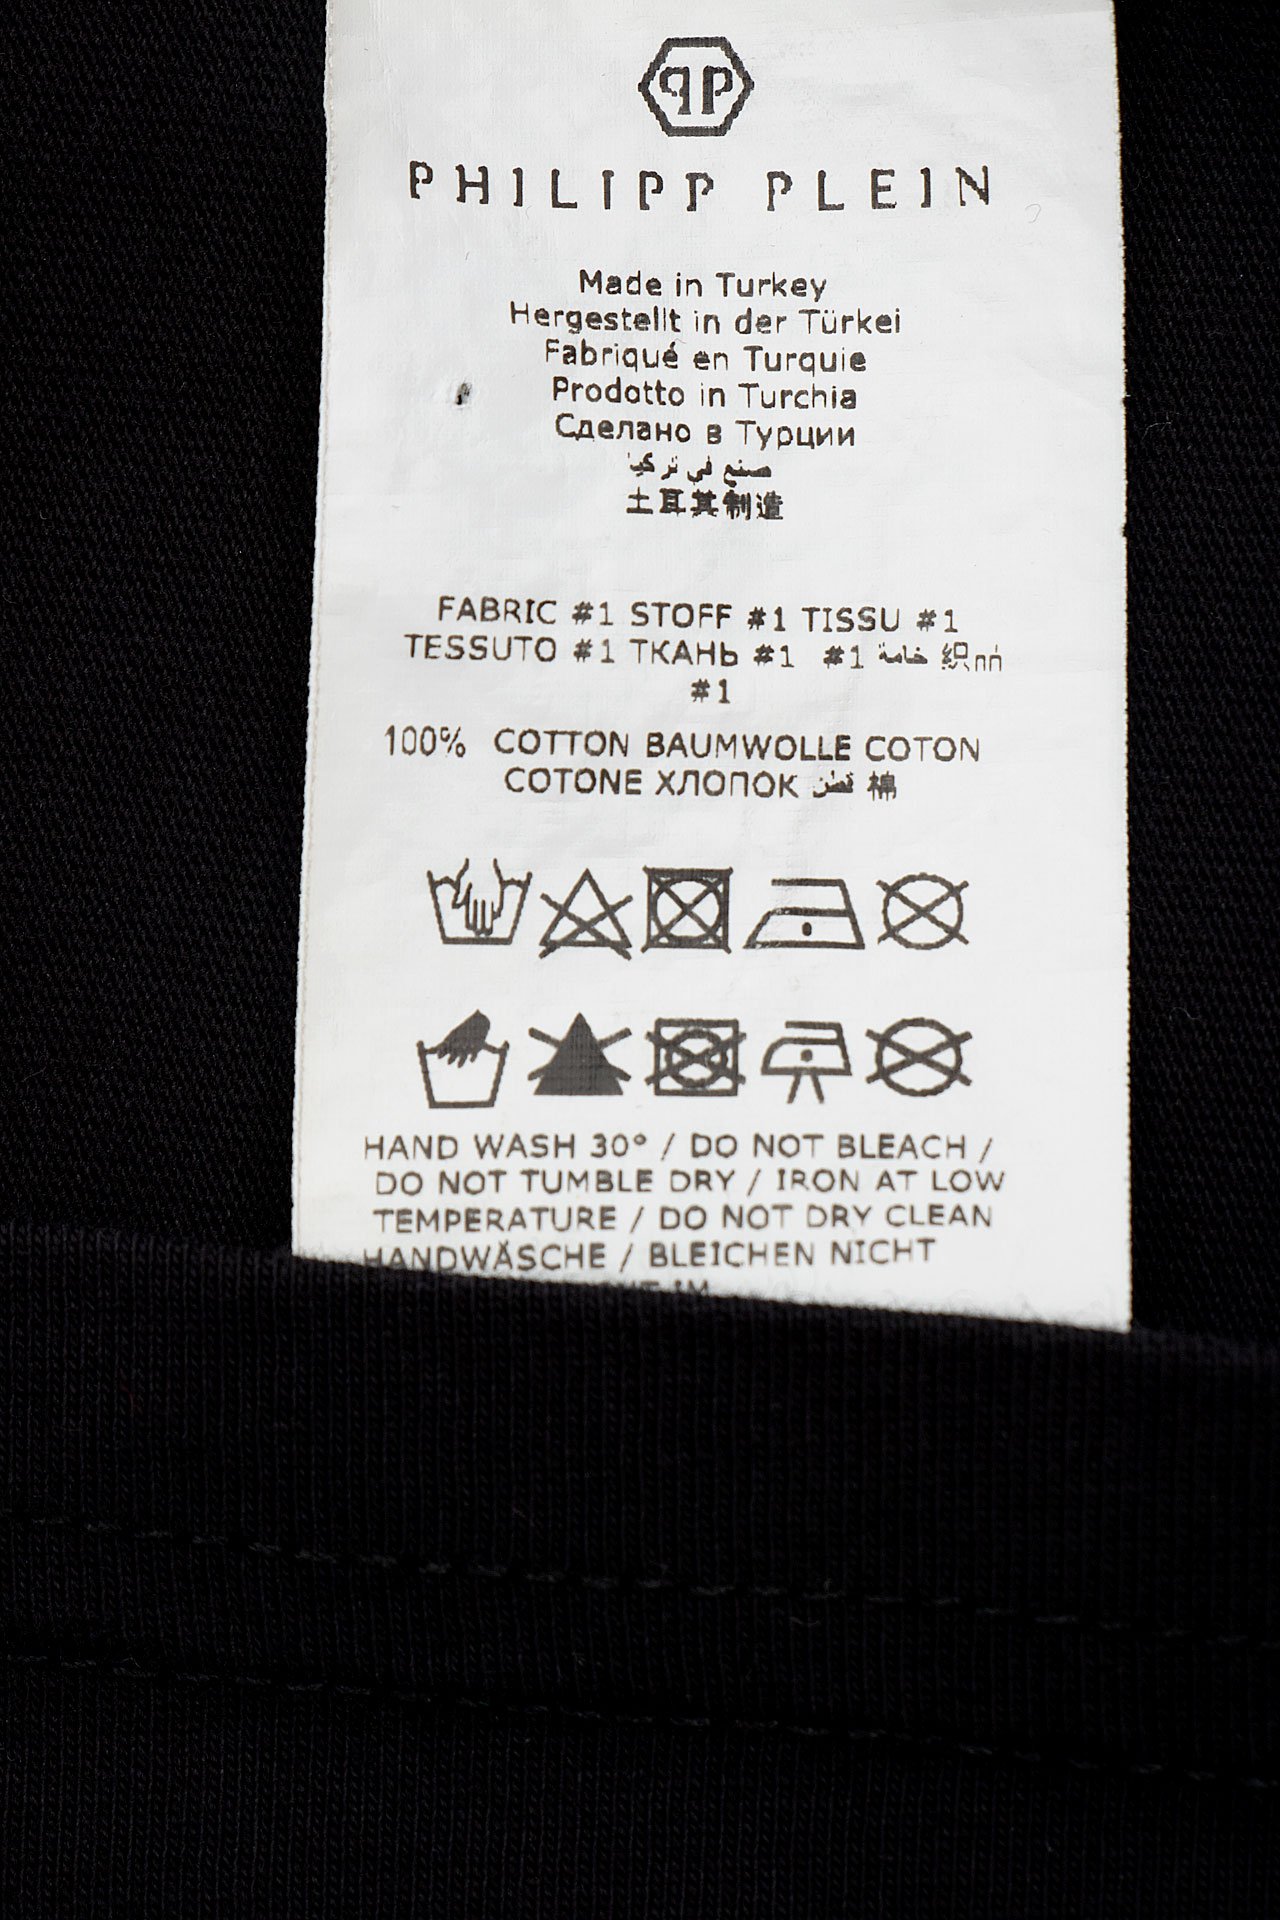 PHILIPP PLEIN
Made in Turkey
Hergestellt in der Türkei
Fabriqué en Turquie
Prodotto in Turchia
Сделано в Турции
صنع في تركيا
土耳其制造
FABRIC #1 STOFF #1 TISSU #1
TESSUTO #1 ТКАНЬ #1 #1 خامة 织
#1
100% COTTON BAUMWOLLE COTON
COTONE ХЛОПОК قطن 棉
HAND WASH 30° / DO NOT BLEACH /
DO NOT TUMBLE DRY / IRON AT LOW
TEMPERATURE / DO NOT DRY CLEAN
HANDWÄSCHE / BLEICHEN NICHT